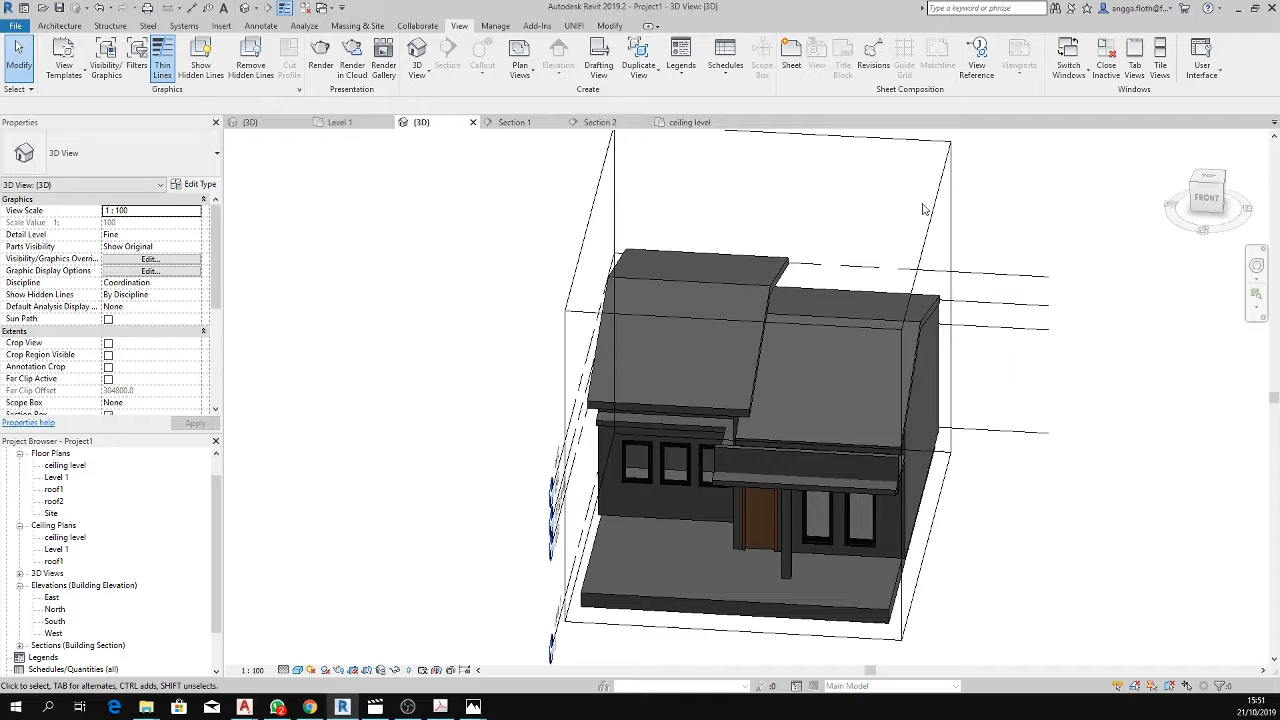 Autodesk Revit 2019.2 - Project1 - 3D View: {3D}
Type a keyword or phrase
angga.floth@f...
File Architecture Structure Steel Systems Insert Annotate Analyze Massing & Site Collaborate View Manage Add-Ins UNIFI Modify
Modify
View Templates
Visibility/ Graphics
Filters
Thin Lines
Show Hidden Lines
Remove Hidden Lines
Cut Profile
Render
Render in Cloud
Render Gallery
3D View
Section
Callout
Plan Views
Elevation
Drafting View
Duplicate View
Legends
Schedules
Scope Box
Sheet
View
Title Block
Revisions
Guide Grid
Matchline
View Reference
Viewports
Switch Windows
Close Inactive
Tab Views
Tile Views
User Interface
Select Graphics Presentation Create Sheet Composition Windows
Properties
{3D} Level 1 {3D} Section 1 Section 2 ceiling level
3D View
3D View: {3D} Edit Type
Graphics
View Scale 1 : 100
Scale Value 1: 100
Detail Level Fine
Parts Visibility Show Original
Visibility/Graphics Overri... Edit...
Graphic Display Options Edit...
Discipline Coordination
Show Hidden Lines By Discipline
Default Analysis Display ... None
Sun Path
Extents
Crop View
Crop Region Visible
Annotation Crop
Far Clip Active
Far Clip Offset 304800.0
Scope Box None
Section Box
Properties help Apply
Project Browser - Project1
Floor Plans
ceiling level
Level 1
roof1
roof2
Site
Ceiling Plans
ceiling level
Level 1
roof1
3D Views
Elevations (Building Elevation)
East
North
South
West
Sections (Building Section)
Legends
Schedules/Quantities (all)
TOP
FRONT
1 : 100
Click to select, TAB for alternates, CTRL adds, SHIFT unselects.
:0
Main Model
:0
15:51
21/10/2019